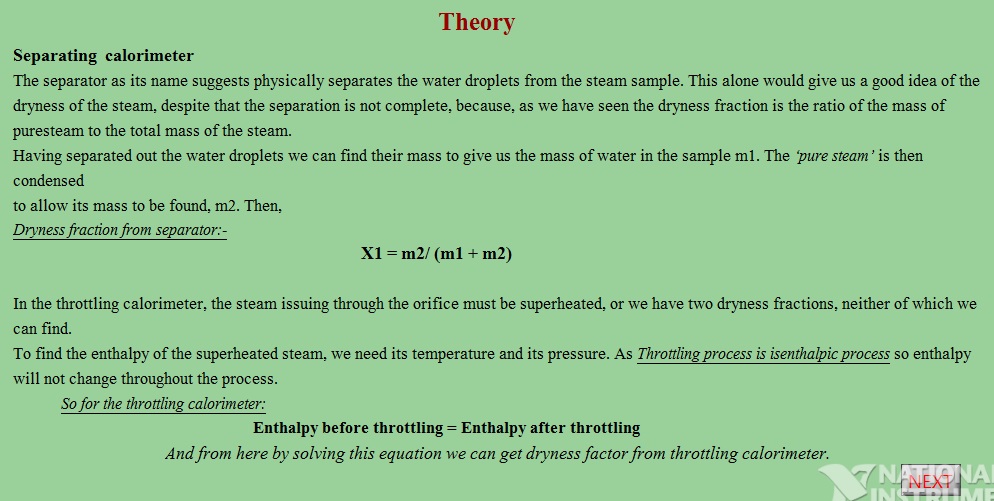 Theory
Separating calorimeter
The separator as its name suggests physically separates the water droplets from the steam sample. This alone would give us a good idea of the
dryness of the steam, despite that the separation is not complete, because, as we have seen the dryness fraction is the ratio of the mass of
puresteam to the total mass of the steam.
Having separated out the water droplets we can find their mass to give us the mass of water in the sample m1. The ‘pure steam’ is then
condensed
to allow its mass to be found, m2. Then,
Dryness fraction from separator:-
X1 = m2/ (m1 + m2)
In the throttling calorimeter, the steam issuing through the orifice must be superheated, or we have two dryness fractions, neither of which we
can find.
To find the enthalpy of the superheated steam, we need its temperature and its pressure. As Throttling process is isenthalpic process so enthalpy
will not change throughout the process.
So for the throttling calorimeter:
Enthalpy before throttling = Enthalpy after throttling
And from here by solving this equation we can get dryness factor from throttling calorimeter.
NATIONAL
NEXT